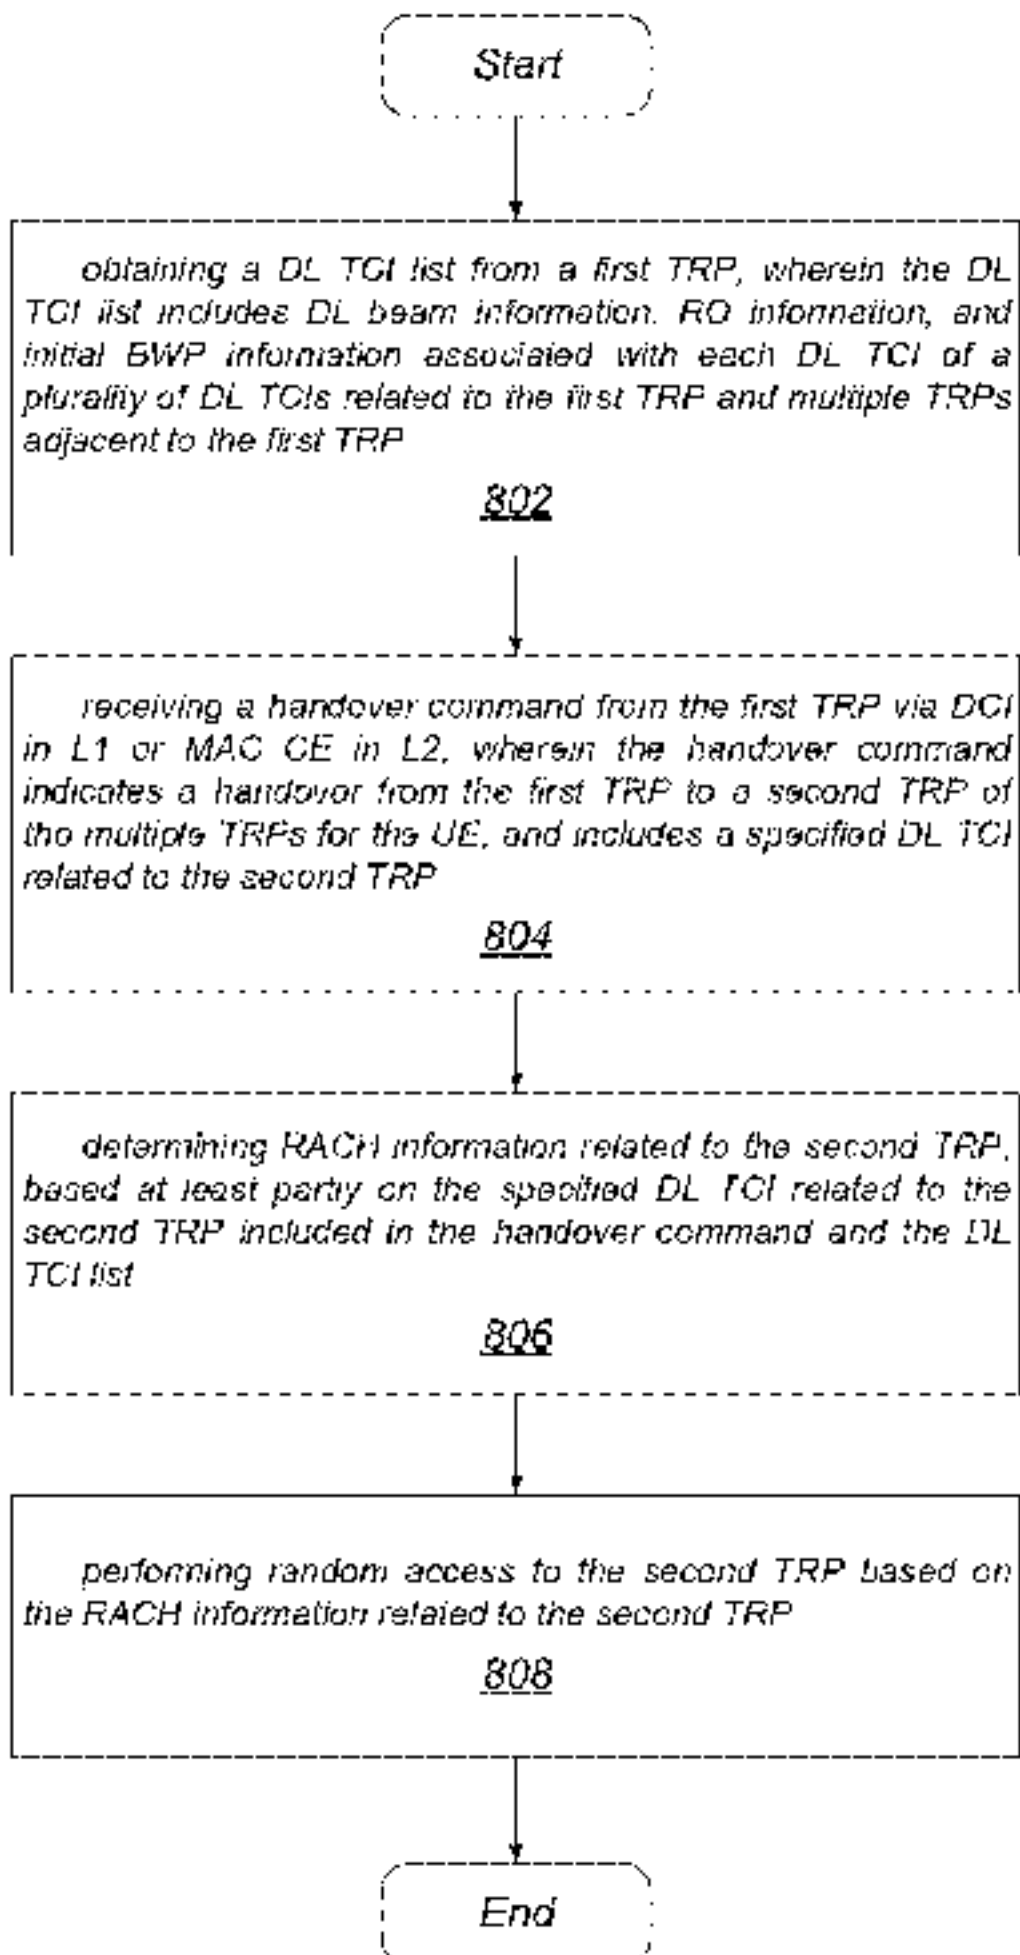 Start
obtaining a DL TCI list from a first TRP, wherein the DL
TCI list includes DL beam information, RO information, and
initial BWP information associated with each DL TCI of a
plurality of DL TCIs related to the first TRP and multiple TRPs
adjacent to the first TRP
802
receiving a handover command from the first TRP via DCI
in L1 or MAC CE in L2, wherein the handover command
indicates a handover from the first TRP to a second TRP of
the multiple TRPs for the UE, and includes a specified DL TCI
related to the second TRP
804
determining RACH information related to the second TRP,
based at least partly on the specified DL TCI related to the
second TRP included in the handover command and the DL
TCI list
806
performing random access to the second TRP based on
the RACH information related to the second TRP
808
End